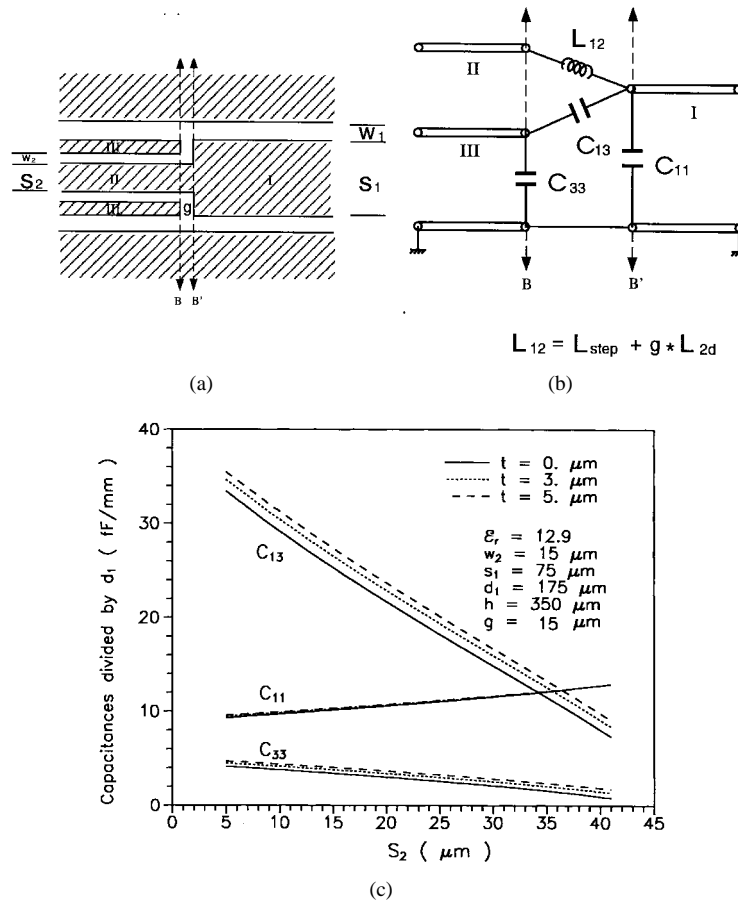 III
W₂
S₂
II
III
g
I
W₁
S₁
B B'
(a)
L₁₂
II
III
I
C₁₃
C₃₃
C₁₁
B
B'
L₁₂ = L_step + g * L_2d
(b)
Capacitances divided by d₁ ( fF/mm )
40
30
20
10
0
t = 0. μm
t = 3. μm
t = 5. μm
εᵣ = 12.9
w₂ = 15 μm
s₁ = 75 μm
d₁ = 175 μm
h = 350 μm
g = 15 μm
C₁₃
C₁₁
C₃₃
0 5 10 15 20 25 30 35 40 45
S₂ ( μm )
(c)